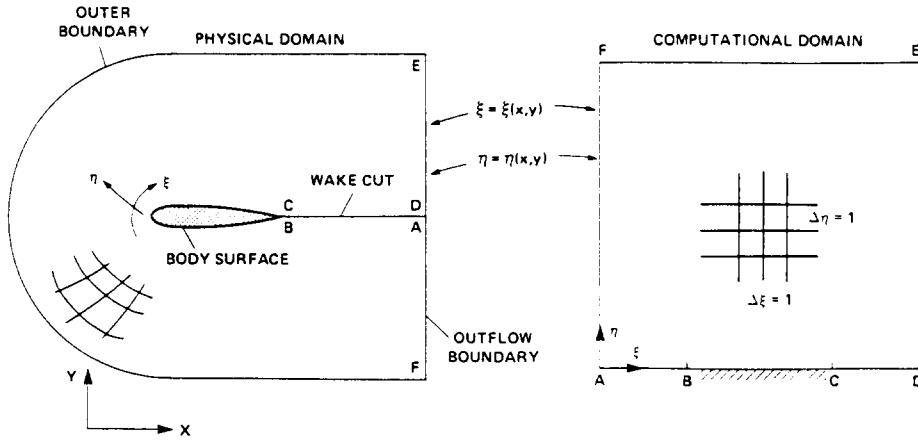 OUTER
BOUNDARY
PHYSICAL DOMAIN
E
ξ = ξ(x,y)
η = η(x,y)
η
ξ
WAKE CUT
C
B
D
A
BODY SURFACE
OUTFLOW
BOUNDARY
F
Y
X
COMPUTATIONAL DOMAIN
F
E
Δη = 1
Δξ = 1
η
ξ
A
B
C
D